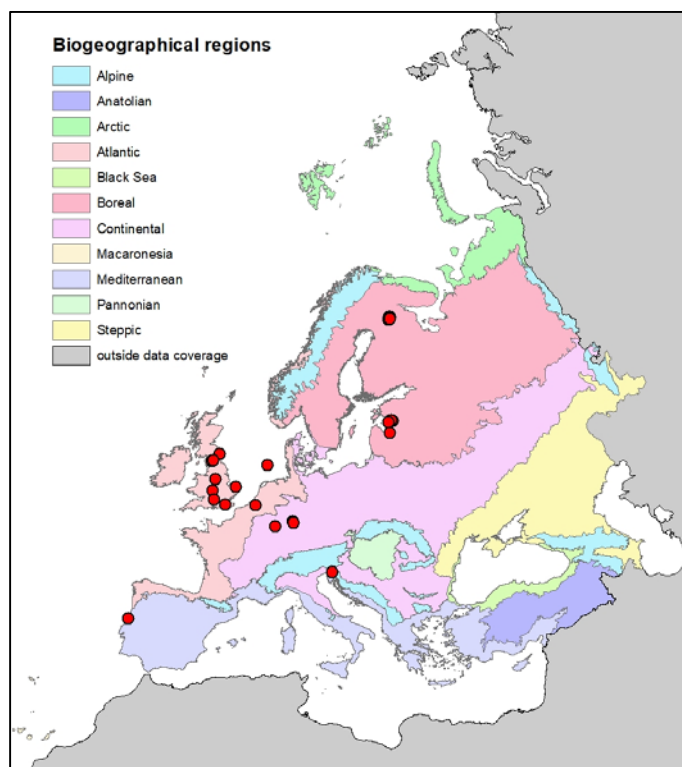 Biogeographical regions
Alpine
Anatolian
Arctic
Atlantic
Black Sea
Boreal
Continental
Macaronesia
Mediterranean
Pannonian
Steppic
outside data coverage